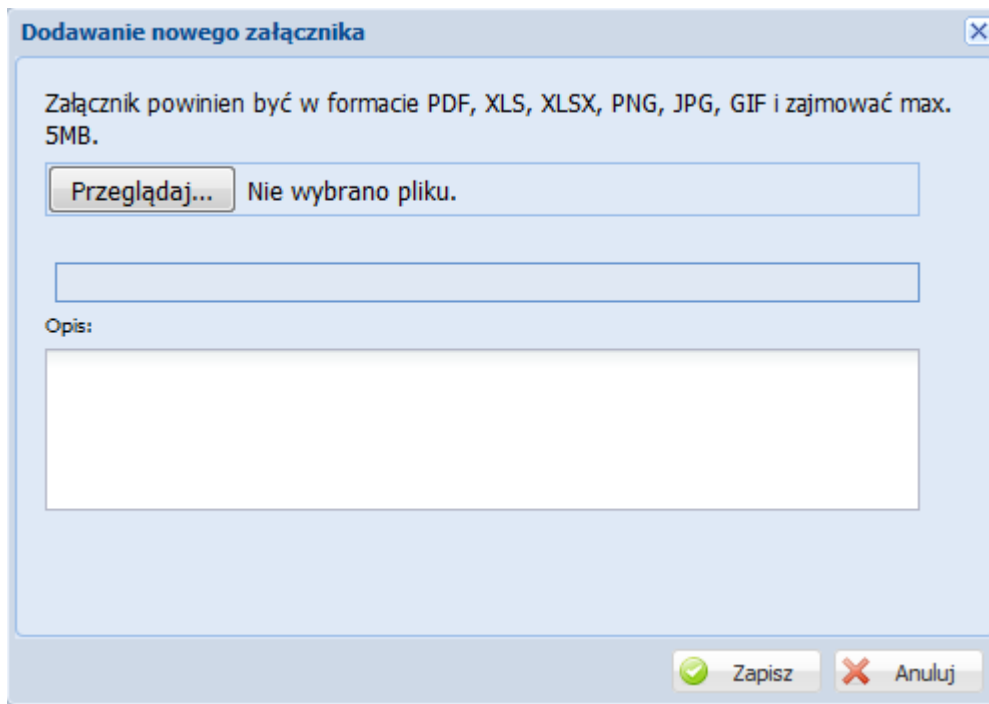 Dodawanie nowego załącznika
Załącznik powinien być w formacie PDF, XLS, XLSX, PNG, JPG, GIF i zajmować max.
5MB.
Przeglądaj... Nie wybrano pliku.
Opis:
Zapisz Anuluj